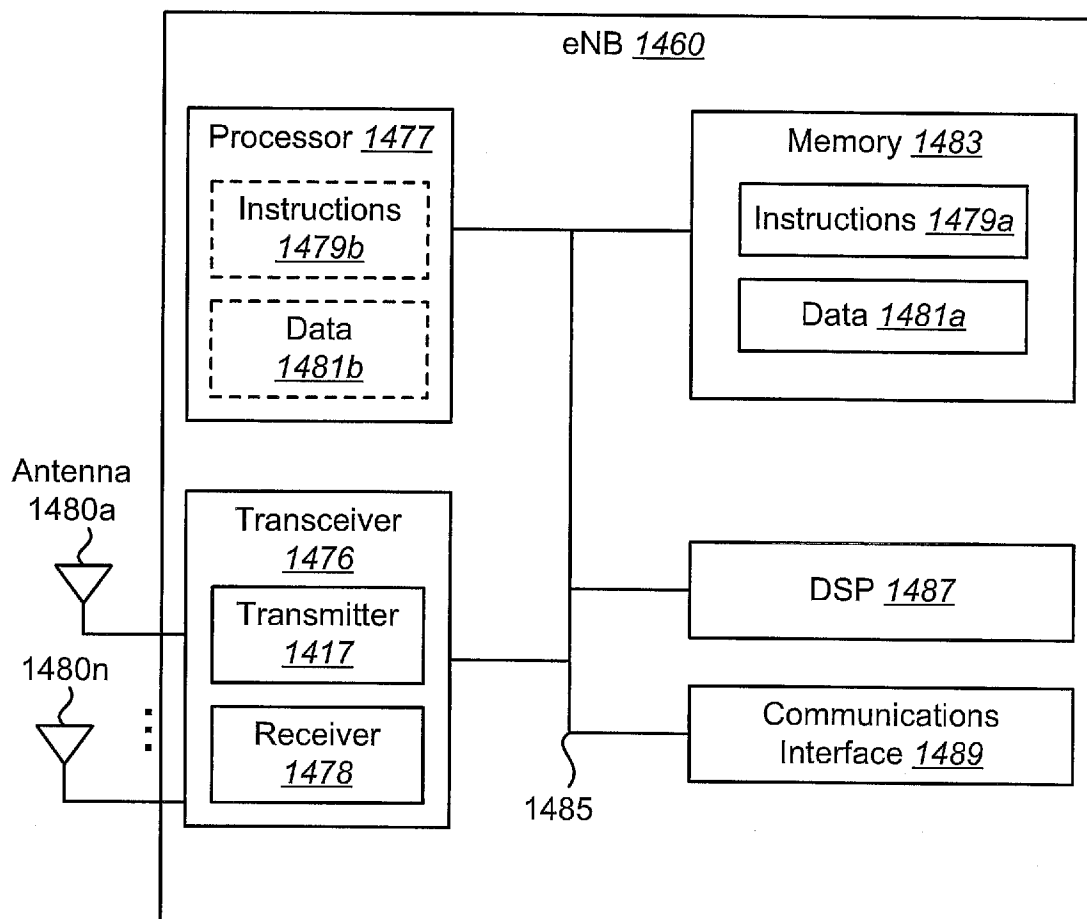 eNB 1460
Processor 1477
Instructions
1479b
Data
1481b
Memory 1483
Instructions 1479a
Data 1481a
Antenna
1480a
1480n
Transceiver
1476
Transmitter
1417
Receiver
1478
DSP 1487
Communications
Interface 1489
1485